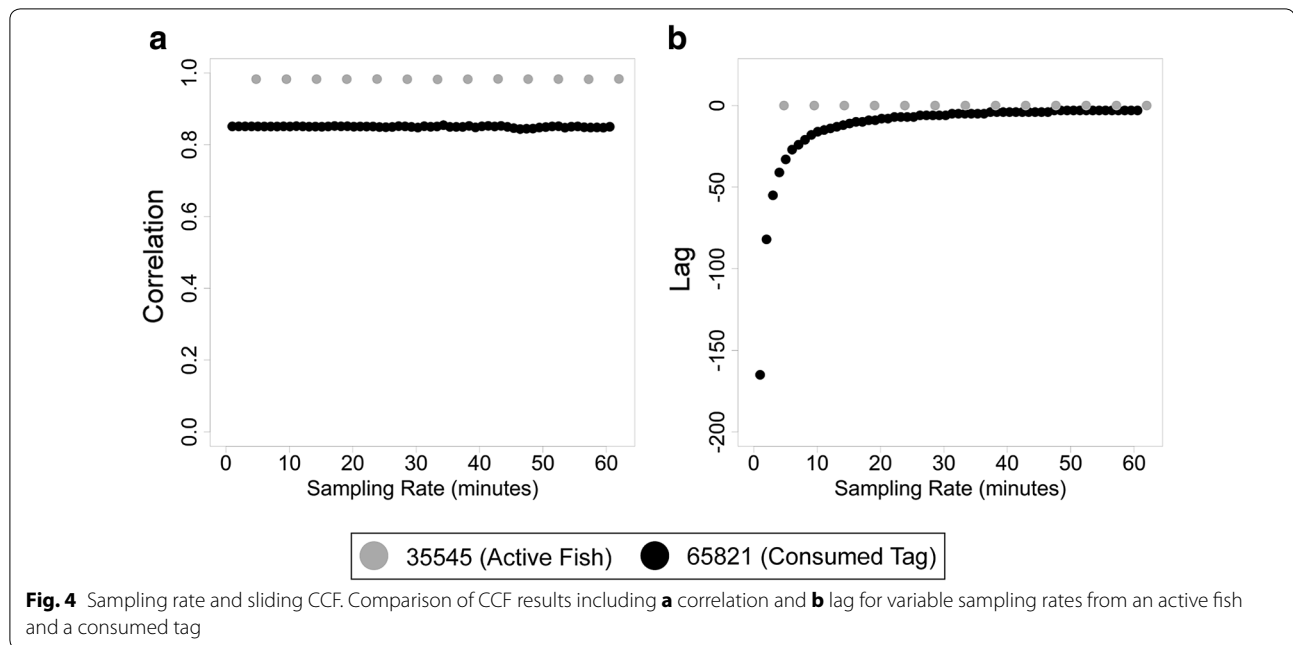 a
1.0
0.8
0.6
0.4
0.2
0.0
Correlation
0 10 20 30 40 50 60
Sampling Rate (minutes)
b
0
-50
-100
-150
-200
Lag
0 10 20 30 40 50 60
Sampling Rate (minutes)
35545 (Active Fish) 65821 (Consumed Tag)
Fig. 4 Sampling rate and sliding CCF. Comparison of CCF results including a correlation and b lag for variable sampling rates from an active fish
and a consumed tag